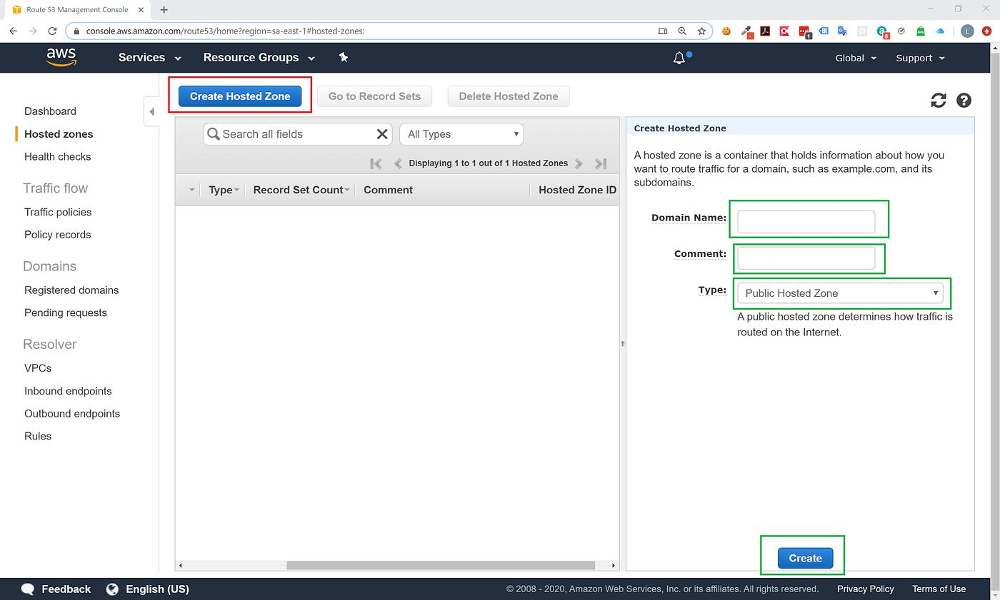 Route 53 Management Console
console.aws.amazon.com/route53/home?region=sa-east-1#hosted-zones:
1
8
L
aws
Services
Resource Groups
Global
Support
Create Hosted Zone
Go to Record Sets
Delete Hosted Zone
Dashboard
Hosted zones
Health checks
Traffic flow
Traffic policies
Policy records
Domains
Registered domains
Pending requests
Resolver
VPCs
Inbound endpoints
Outbound endpoints
Rules
Search all fields
All Types
Displaying 1 to 1 out of 1 Hosted Zones
Type
Record Set Count
Comment
Hosted Zone ID
Create Hosted Zone
A hosted zone is a container that holds information about how you
want to route traffic for a domain, such as example.com, and its
subdomains.
Domain Name:
Comment:
Type:
Public Hosted Zone
A public hosted zone determines how traffic is
routed on the Internet.
Create
Feedback
English (US)
© 2008 - 2020, Amazon Web Services, Inc. or its affiliates. All rights reserved.
Privacy Policy
Terms of Use